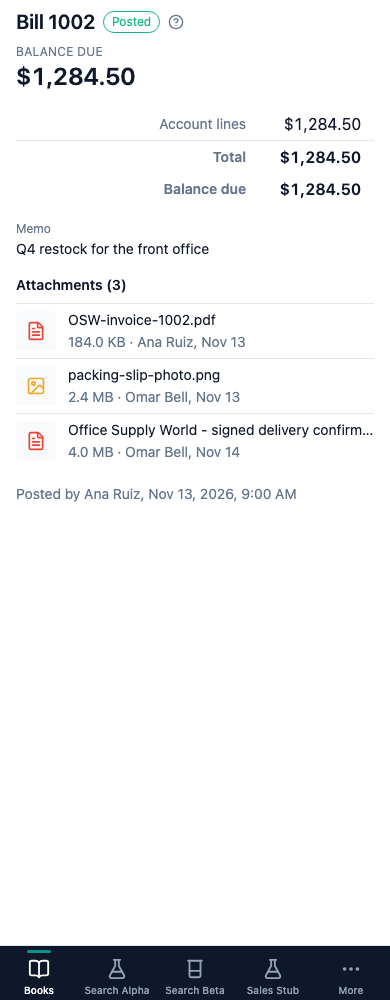 Bill 1002 Posted
BALANCE DUE
$1,284.50
Account lines $1,284.50
Total $1,284.50
Balance due $1,284.50
Memo
Q4 restock for the front office
Attachments (3)
OSW-invoice-1002.pdf
184.0 KB · Ana Ruiz, Nov 13
packing-slip-photo.png
2.4 MB · Omar Bell, Nov 13
Office Supply World - signed delivery confirm...
4.0 MB · Omar Bell, Nov 14
Posted by Ana Ruiz, Nov 13, 2026, 9:00 AM
Books Search Alpha Search Beta Sales Stub More